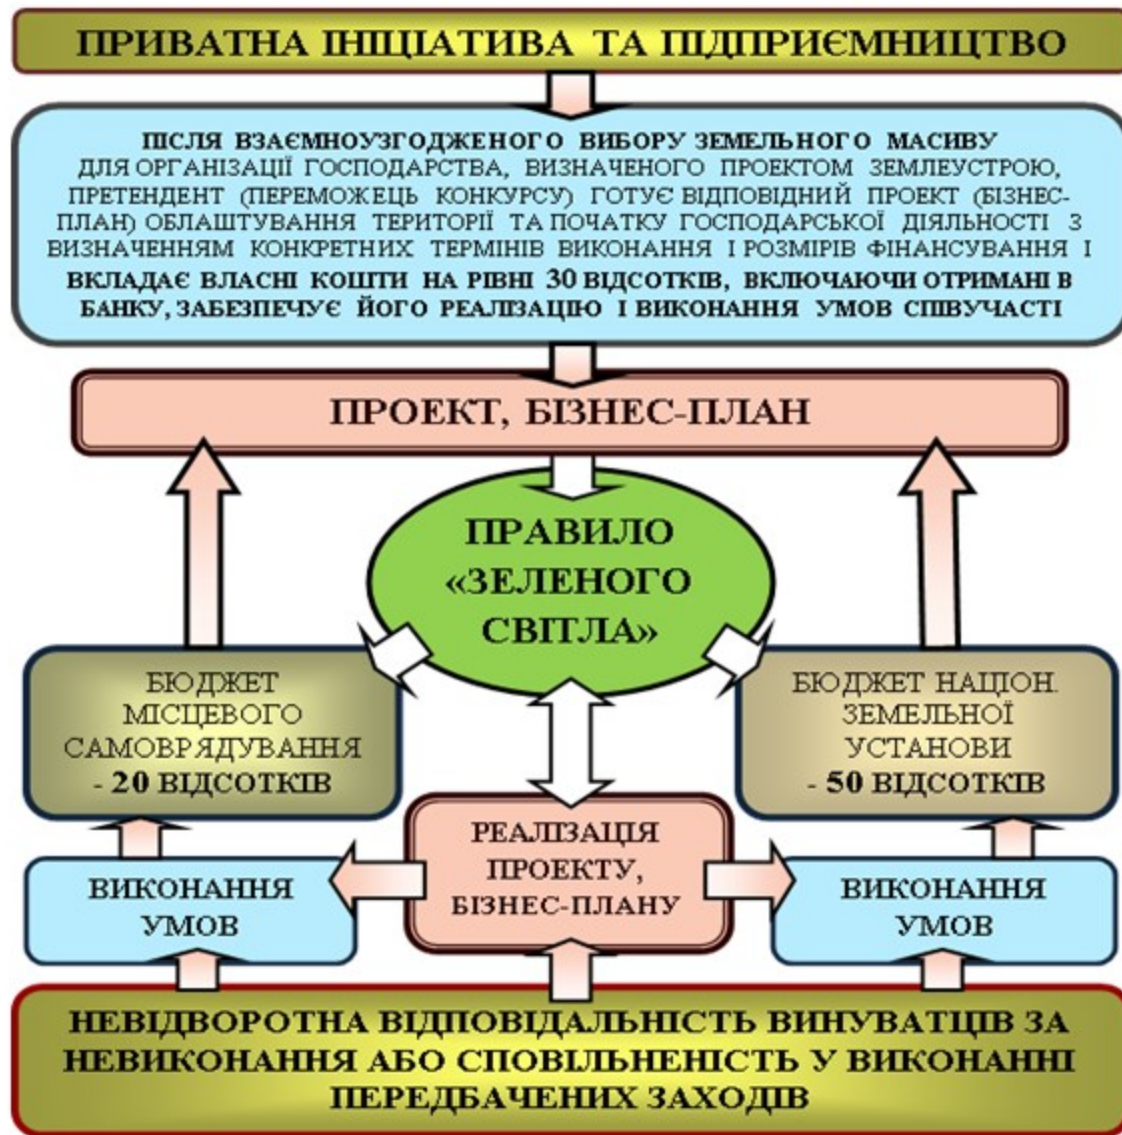 ПРИВАТНА ІНІЦІАТИВА ТА ПІДПРИЄМНИЦТВО
ПІСЛЯ ВЗАЄМНОУЗГОДЖЕНОГО ВИБОРУ ЗЕМЕЛЬНОГО МАСИВУ
ДЛЯ ОРГАНІЗАЦІЇ ГОСПОДАРСТВА, ВИЗНАЧЕНОГО ПРОЕКТОМ ЗЕМЛЕУСТРОЮ,
ПРЕТЕНДЕНТ (ПЕРЕМОЖЕЦЬ КОНКУРСУ) ГОТУЄ ВІДПОВІДНИЙ ПРОЕКТ (БІЗНЕС-
ПЛАН) ОБЛАШТУВАННЯ ТЕРИТОРІЇ ТА ПОЧАТКУ ГОСПОДАРСЬКОЇ ДІЯЛЬНОСТІ З
ВИЗНАЧЕННЯМ КОНКРЕТНИХ ТЕРМІНІВ ВИКОНАННЯ І РОЗМІРІВ ФІНАНСУВАННЯ І
ВКЛАДАЄ ВЛАСНІ КОШТИ НА РІВНІ 30 ВІДСОТКІВ, ВКЛЮЧАЮЧИ ОТРИМАНІ В
БАНКУ, ЗАБЕЗПЕЧУЄ ЙОГО РЕАЛІЗАЦІЮ І ВИКОНАННЯ УМОВ СПІВУЧАСТІ
ПРОЕКТ, БІЗНЕС-ПЛАН
ПРАВИЛО
«ЗЕЛЕНОГО
СВІТЛА»
БЮДЖЕТ
МІСЦЕВОГО
САМОВРЯДУВАННЯ
- 20 ВІДСОТКІВ
БЮДЖЕТ НАЦІОН.
ЗЕМЕЛЬНОЇ
УСТАНОВИ
- 50 ВІДСОТКІВ
РЕАЛІЗАЦІЯ
ПРОЕКТУ,
БІЗНЕС-ПЛАНУ
ВИКОНАННЯ
УМОВ
ВИКОНАННЯ
УМОВ
НЕВІДВОРОТНА ВІДПОВІДАЛЬНІСТЬ ВИНУВАТЦІВ ЗА
НЕВИКОНАННЯ АБО СПОВІЛЬНЕНІСТЬ У ВИКОНАННІ
ПЕРЕДБАЧЕНИХ ЗАХОДІВ